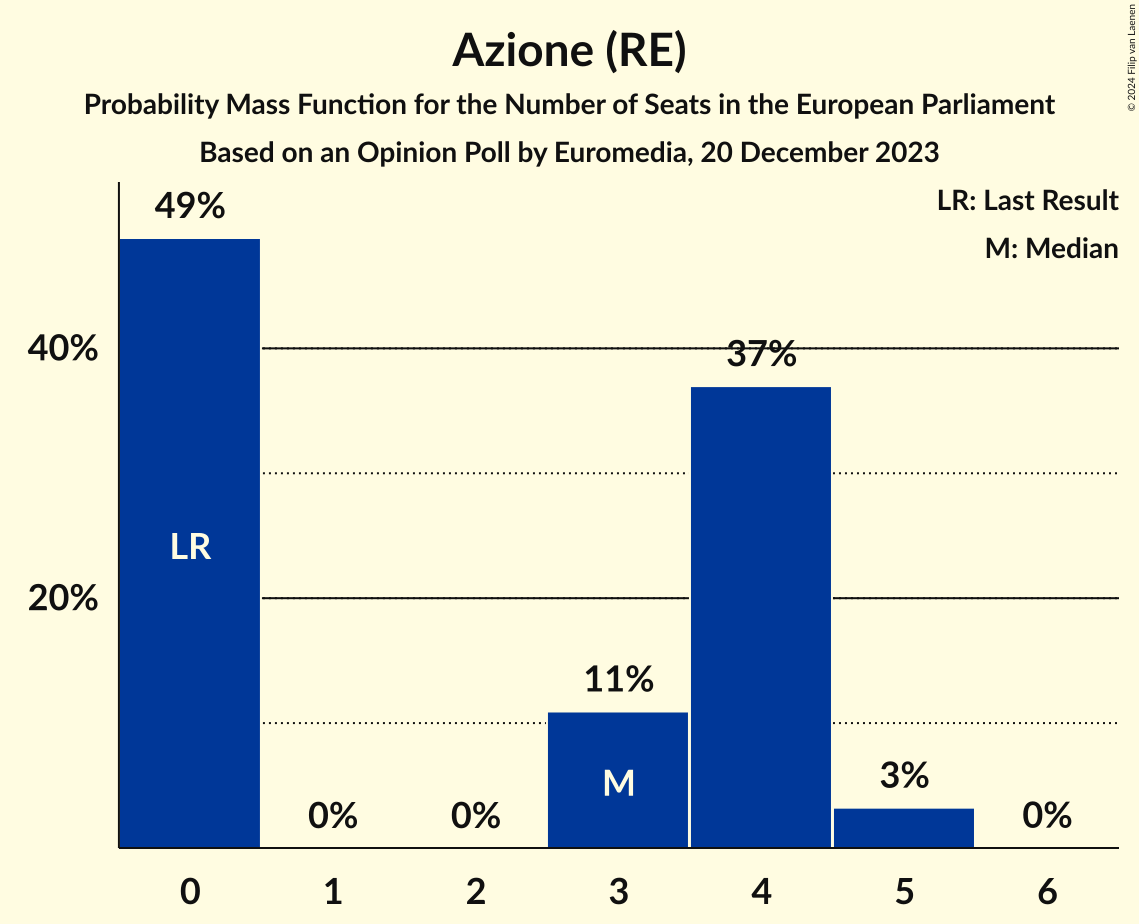 Azione (RE)
Probability Mass Function for the Number of Seats in the European Parliament
Based on an Opinion Poll by Euromedia, 20 December 2023
© 2024 Filip van Laenen
LR: Last Result
M: Median
49%
40%
37%
LR
20%
11%
M
3%
0%
0%
0%
0 1 2 3 4 5 6